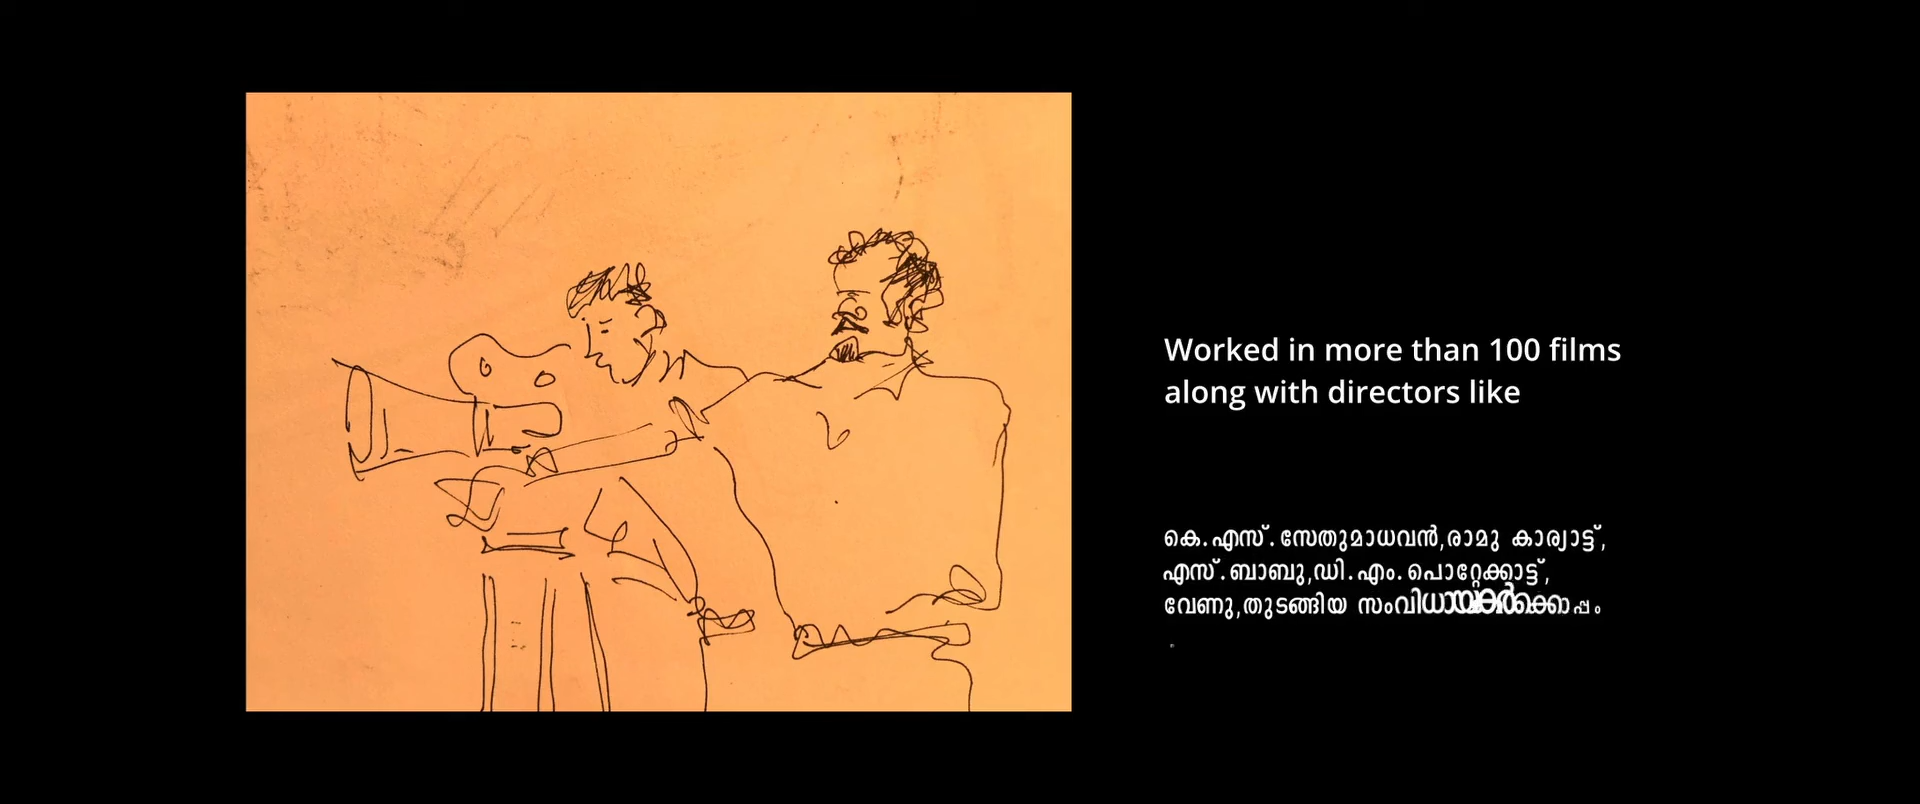 Worked in more than 100 films
along with directors like
കെ.എസ്.സേതുമാധവൻ,രാമു കാര്യാട്ട്,
എസ്.ബാബു,ഡി.എം.പൊറ്റേക്കാട്ട്,
വേണു,തുടങ്ങിയ